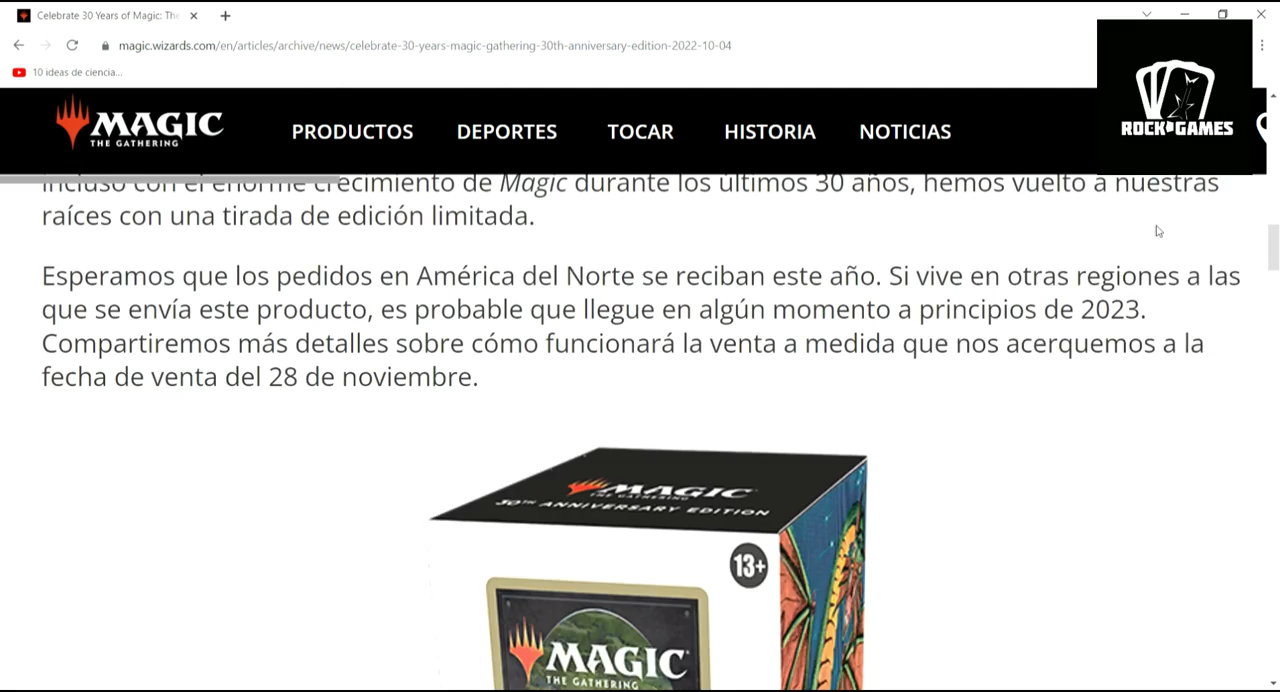 Celebrate 30 Years of Magic: The
magic.wizards.com/en/articles/archive/news/celebrate-30-years-magic-gathering-30th-anniversary-edition-2022-10-04
10 ideas de ciencia...
ROCK GAMES
MAGIC
THE GATHERING
PRODUCTOS
DEPORTES
TOCAR
HISTORIA
NOTICIAS
incluso con el enorme crecimiento de Magic durante los últimos 30 años, hemos vuelto a nuestras
raíces con una tirada de edición limitada.
Esperamos que los pedidos en América del Norte se reciban este año. Si vive en otras regiones a las
que se envía este producto, es probable que llegue en algún momento a principios de 2023.
Compartiremos más detalles sobre cómo funcionará la venta a medida que nos acerquemos a la
fecha de venta del 28 de noviembre.
MAGIC
THE GATHERING
30TH ANNIVERSARY EDITION
13+
MAGIC
THE GATHERING